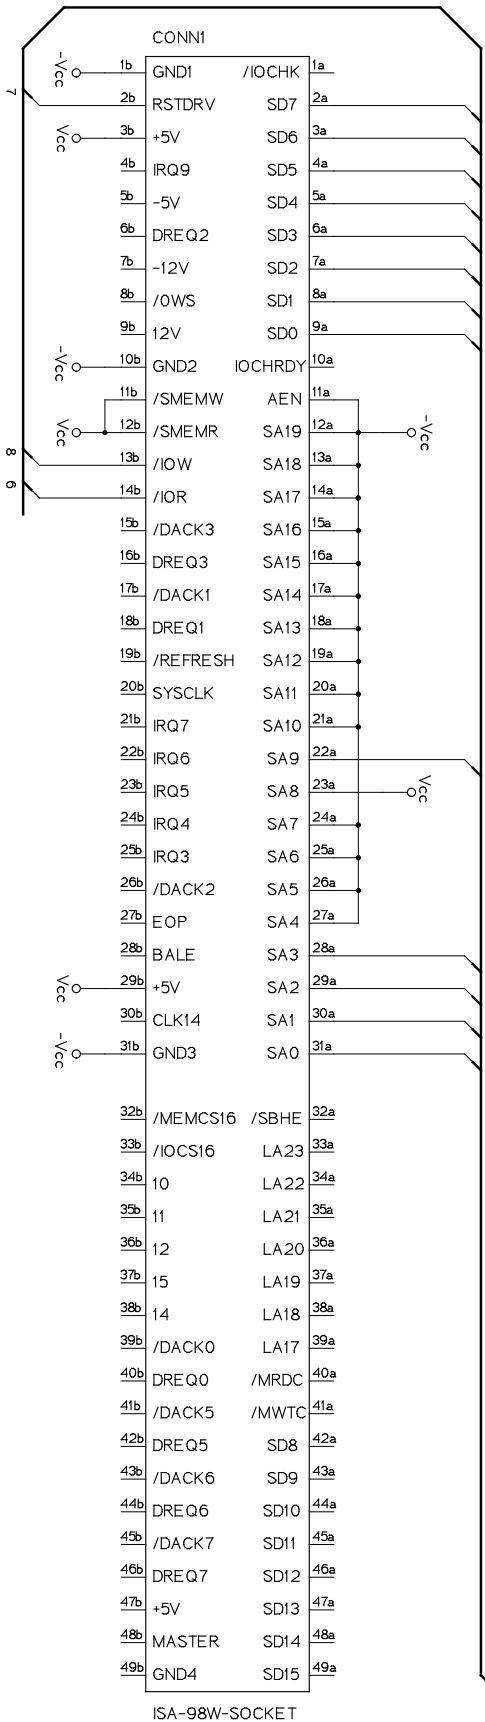 CONN1
-Vcc 1b GND1 /IOCHK 1a
7 2b RSTDRV SD7 2a
Vcc 3b +5V SD6 3a
4b IRQ9 SD5 4a
5b -5V SD4 5a
6b DREQ2 SD3 6a
7b -12V SD2 7a
8b /0WS SD1 8a
9b 12V SD0 9a
-Vcc 10b GND2 IOCHRDY 10a
11b /SMEMW AEN 11a
Vcc 12b /SMEMR SA19 12a -Vcc
8 13b /IOW SA18 13a
6 14b /IOR SA17 14a
15b /DACK3 SA16 15a
16b DREQ3 SA15 16a
17b /DACK1 SA14 17a
18b DREQ1 SA13 18a
19b /REFRESH SA12 19a
20b SYSCLK SA11 20a
21b IRQ7 SA10 21a
22b IRQ6 SA9 22a
23b IRQ5 SA8 23a Vcc
24b IRQ4 SA7 24a
25b IRQ3 SA6 25a
26b /DACK2 SA5 26a
27b EOP SA4 27a
28b BALE SA3 28a
Vcc 29b +5V SA2 29a
30b CLK14 SA1 30a
-Vcc 31b GND3 SA0 31a
32b /MEMCS16 /SBHE 32a
33b /IOCS16 LA23 33a
34b 10 LA22 34a
35b 11 LA21 35a
36b 12 LA20 36a
37b 15 LA19 37a
38b 14 LA18 38a
39b /DACK0 LA17 39a
40b DREQ0 /MRDC 40a
41b /DACK5 /MWTC 41a
42b DREQ5 SD8 42a
43b /DACK6 SD9 43a
44b DREQ6 SD10 44a
45b /DACK7 SD11 45a
46b DREQ7 SD12 46a
47b +5V SD13 47a
48b MASTER SD14 48a
49b GND4 SD15 49a
ISA-98W-SOCKET